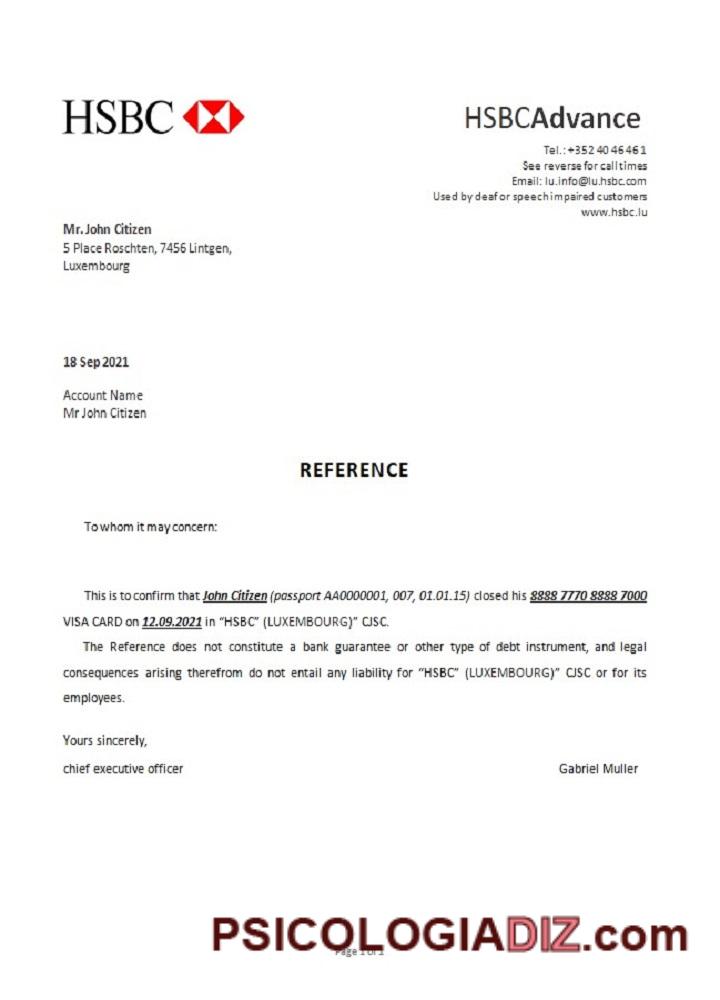 HSBC
HSBCAdvance
Tel.: +352 40 46 46 1
See reverse for call times
Email: lu.info@lu.hsbc.com
Used by deaf or speech impaired customers
www.hsbc.lu
Mr. John Citizen
5 Place Roschten, 7456 Lintgen,
Luxembourg
18 Sep 2021
Account Name
Mr John Citizen
REFERENCE
To whom it may concern:
This is to confirm that John Citizen (passport AA0000001, 007, 01.01.15) closed his 8888 7770 8888 7000
VISA CARD on 12.09.2021 in “HSBC” (LUXEMBOURG)” CJSC.
The Reference does not constitute a bank guarantee or other type of debt instrument, and legal
consequences arising therefrom do not entail any liability for “HSBC” (LUXEMBOURG)” CJSC or for its
employees.
Yours sincerely,
chief executive officer Gabriel Muller
PSICOLOGIADIZ.com
Page 1 of 1